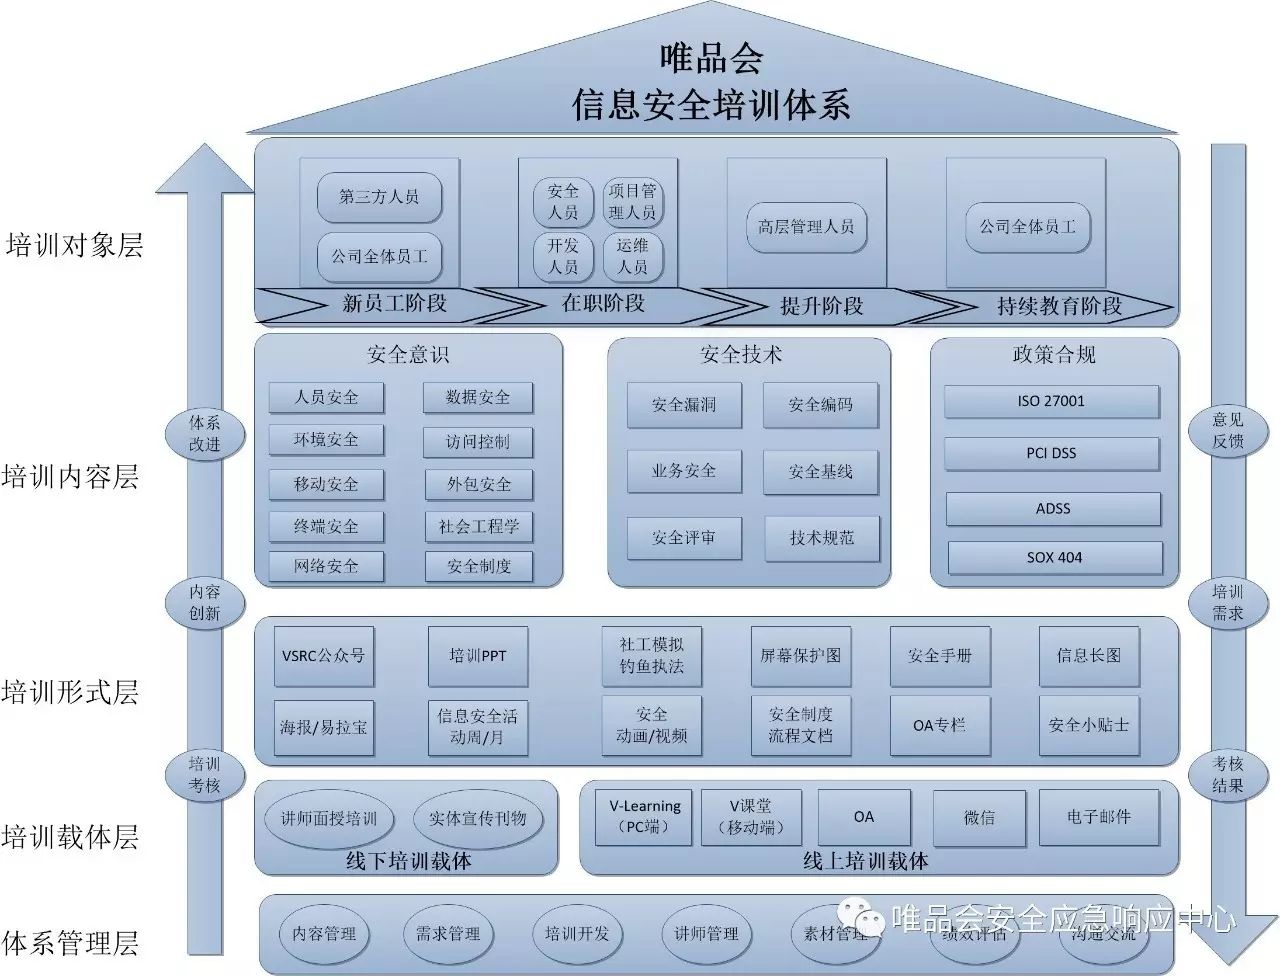 唯品会
信息安全培训体系
培训对象层
第三方人员
公司全体员工
新员工阶段
安全
人员
项目管
理人员
开发
人员
运维
人员
在职阶段
高层管理人员
提升阶段
公司全体员工
持续教育阶段
培训内容层
安全意识
人员安全
数据安全
环境安全
访问控制
移动安全
外包安全
终端安全
社会工程学
网络安全
安全制度
安全技术
安全漏洞
安全编码
业务安全
安全基线
安全评审
技术规范
政策合规
ISO 27001
PCI DSS
ADSS
SOX 404
体系
改进
内容
创新
培训
考核
意见
反馈
培训
需求
考核
结果
培训形式层
VSRC公众号
培训PPT
社工模拟
钓鱼执法
屏幕保护图
安全手册
信息长图
海报/易拉宝
信息安全活
动周/月
安全
动画/视频
安全制度
流程文档
OA专栏
安全小贴士
培训载体层
讲师面授培训
实体宣传刊物
线下培训载体
V-Learning
（PC端）
V课堂
（移动端）
OA
微信
电子邮件
线上培训载体
体系管理层
内容管理
需求管理
培训开发
讲师管理
素材管理
绩效评估
沟通交流
唯品会安全应急响应中心